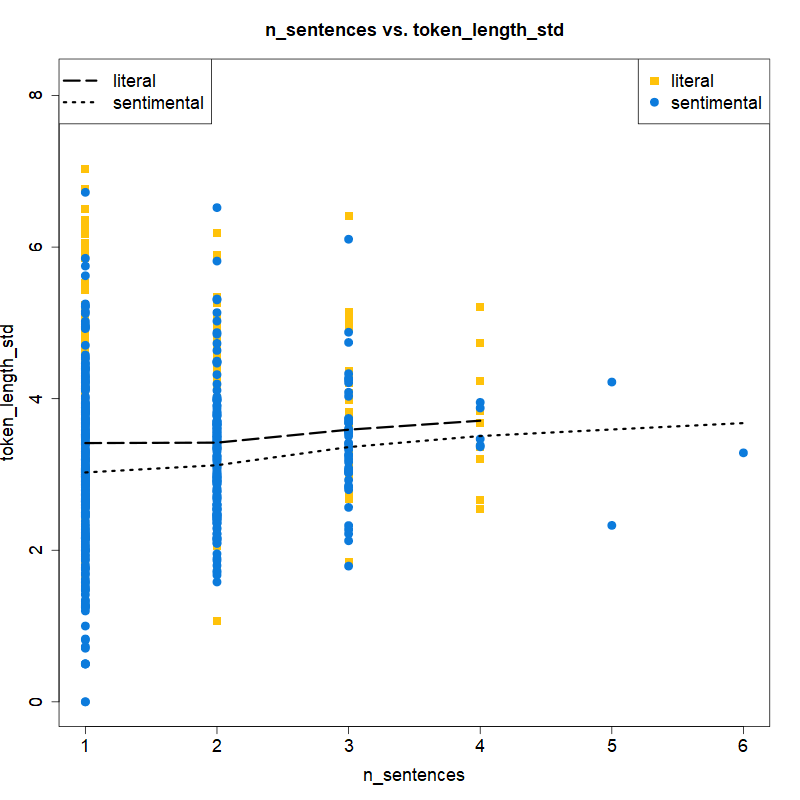 n_sentences vs. token_length_std
literal
sentimental
literal
sentimental
token_length_std
8
6
4
2
0
1 2 3 4 5 6
n_sentences